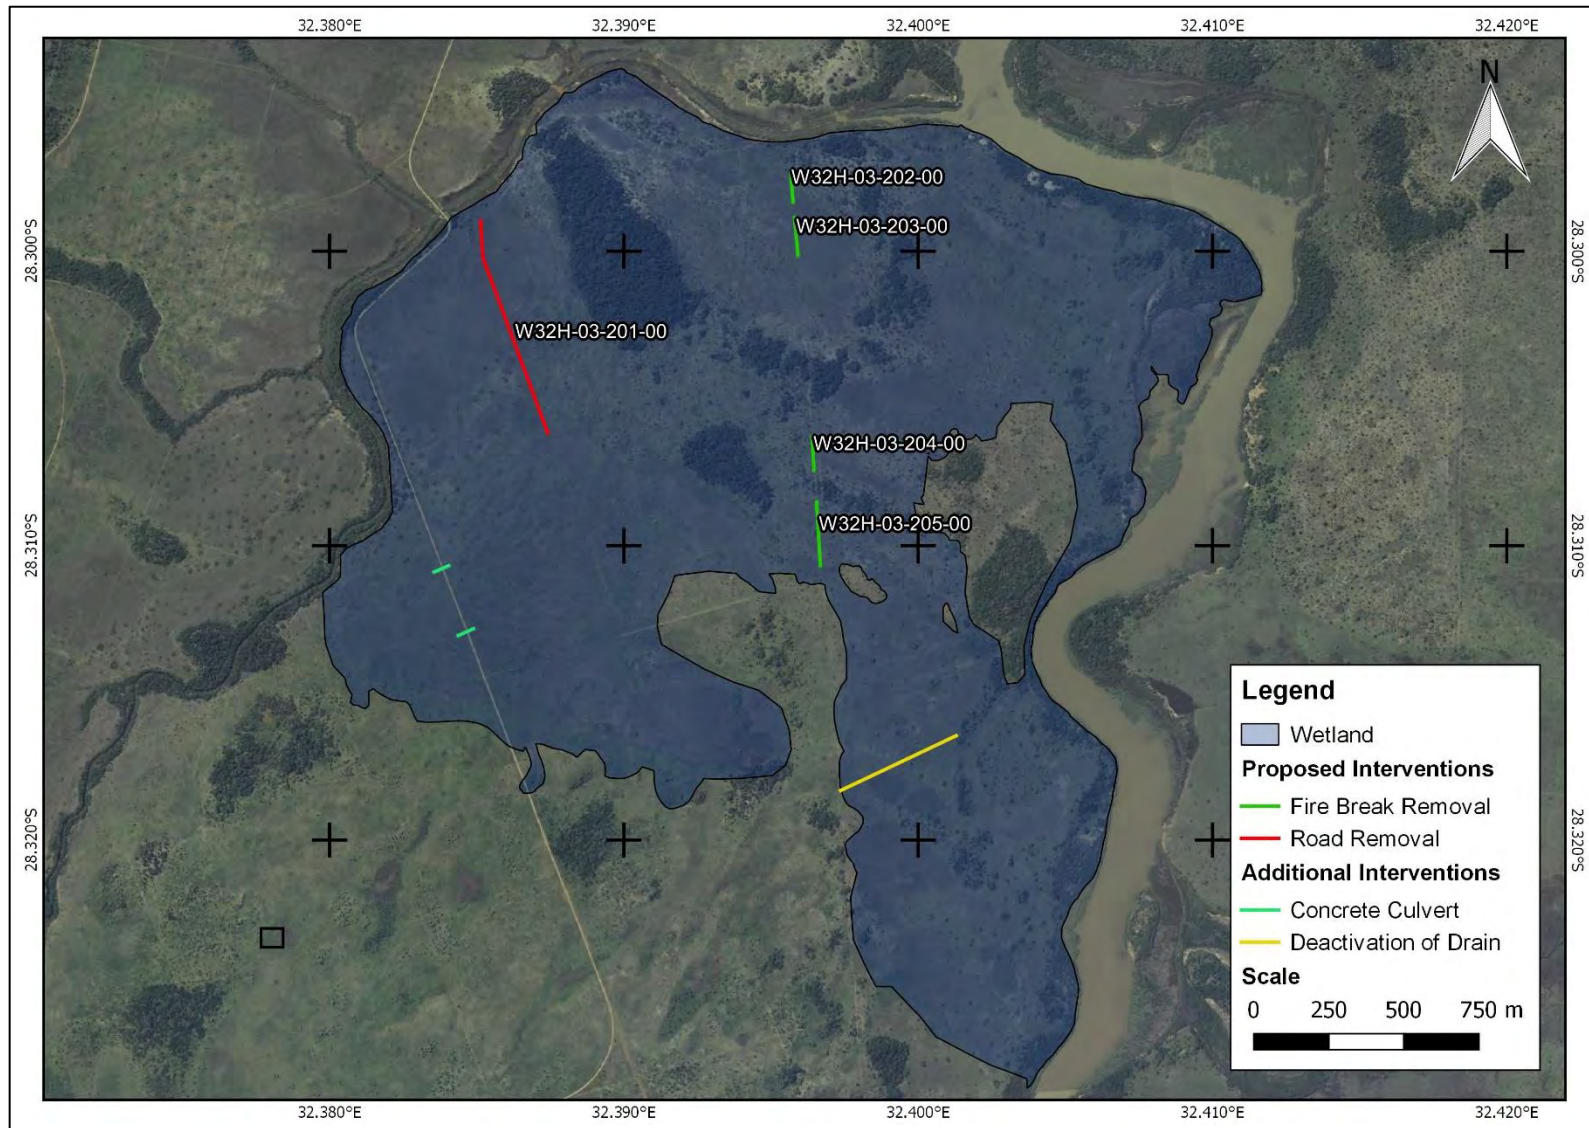 32.380°E 32.390°E 32.400°E 32.410°E 32.420°E
N
W32H-03-202-00
W32H-03-203-00
28.300°S 28.300°S
W32H-03-201-00
W32H-03-204-00
W32H-03-205-00
28.310°S 28.310°S
Legend
Wetland
Proposed Interventions
Fire Break Removal
Road Removal
Additional Interventions
Concrete Culvert
Deactivation of Drain
Scale
0 250 500 750 m
28.320°S 28.320°S
32.380°E 32.390°E 32.400°E 32.410°E 32.420°E